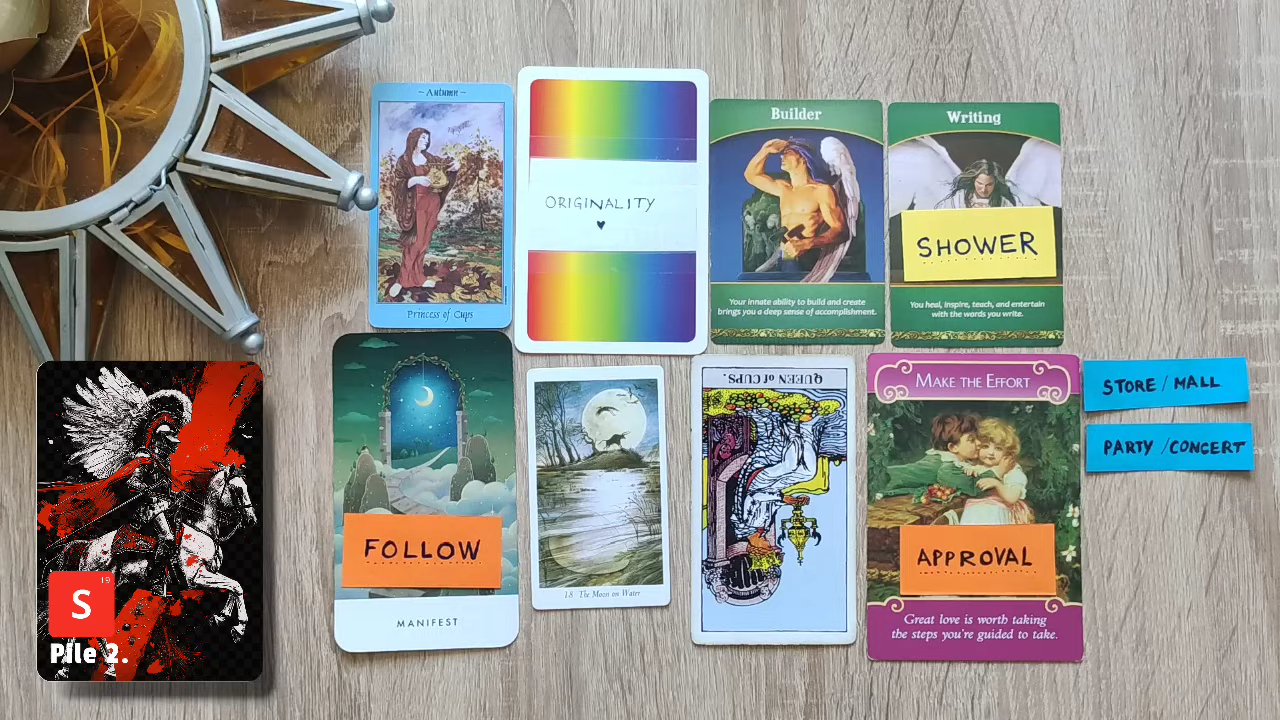 ~ Autumn ~
Princess of Cups
ORIGINALITY
Builder
Your innate ability to build and create
brings you a deep sense of accomplishment.
Writing
SHOWER
You heal, inspire, teach, and entertain
with the words you write.
FOLLOW
MANIFEST
18. The Moon on Water
QUEEN of CUPS.
MAKE THE EFFORT
APPROVAL
Great love is worth taking
the steps you're guided to take.
STORE / MALL
PARTY / CONCERT
19
S
Pile 2.